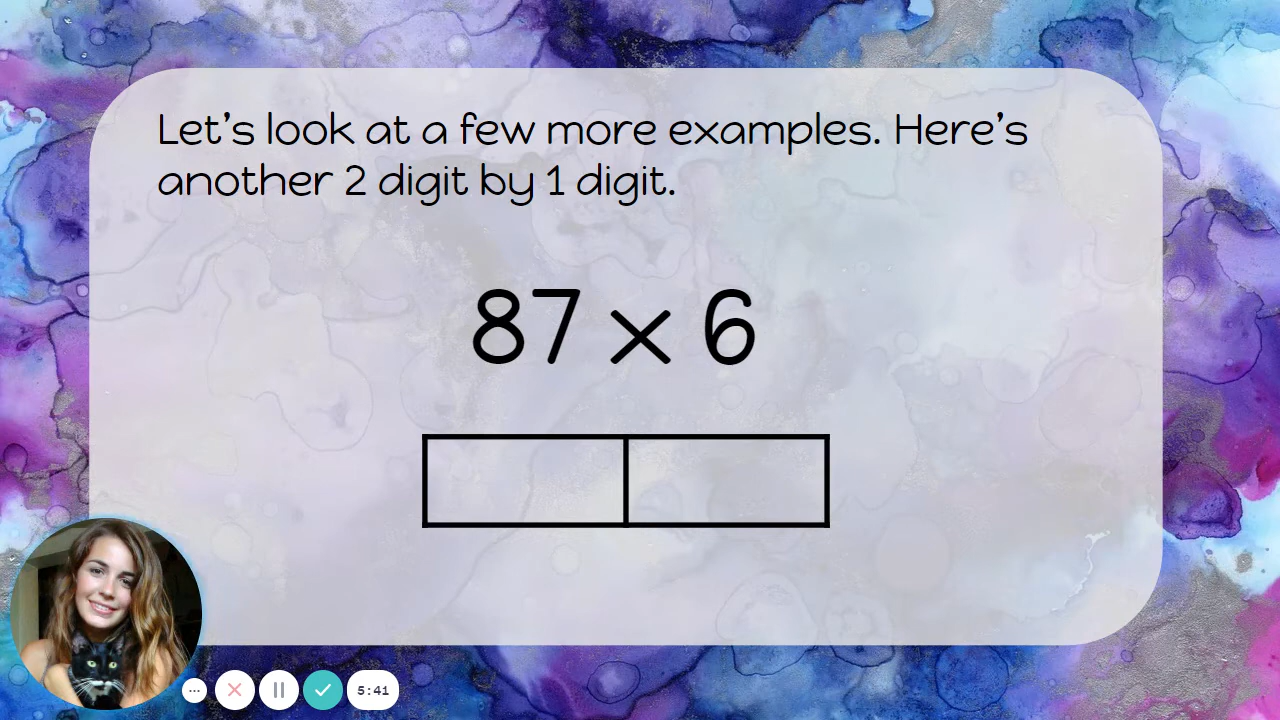 Let's look at a few more examples. Here's
another 2 digit by 1 digit.
87 × 6
5:41